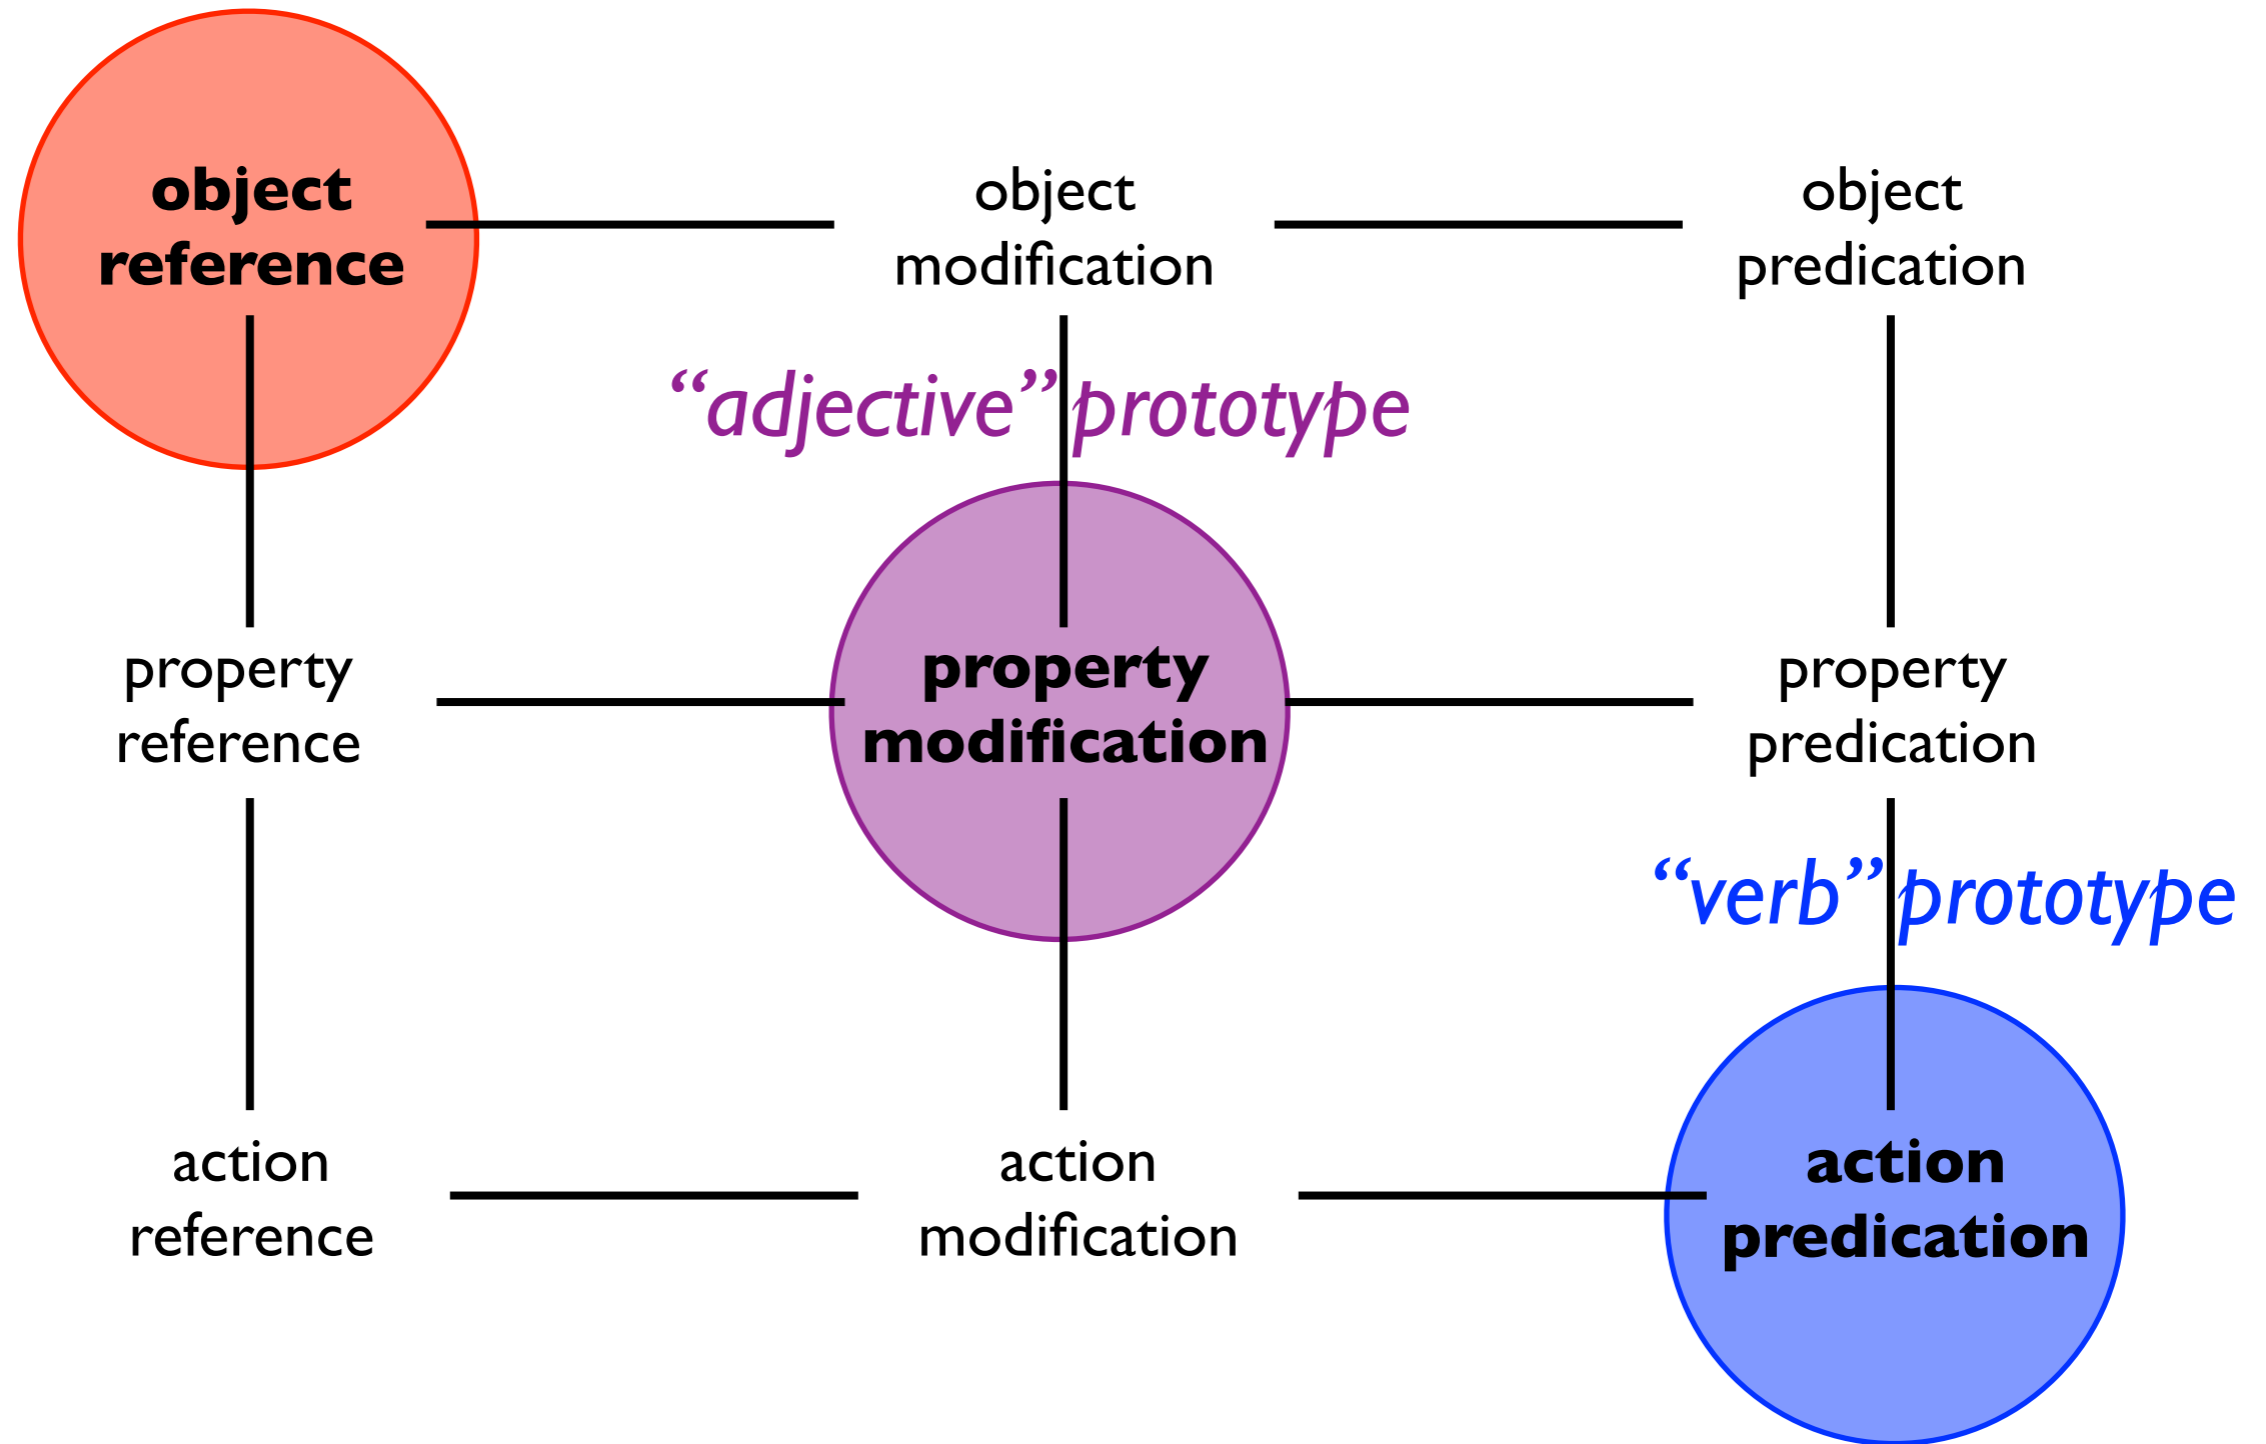 object
reference
object
modification
object
predication
“adjective” prototype
property
reference
property
modification
property
predication
“verb” prototype
action
reference
action
modification
action
predication